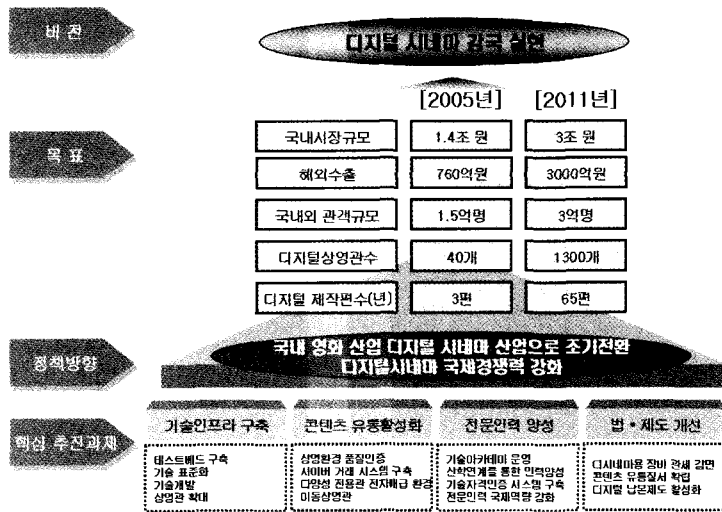 비 전
디지털 시네마 강국 실현
[2005년] [2011년]
목 표
국내시장규모 1.4조 원 3조 원
해외수출 760억원 3000억원
국내외 관객규모 1.5억명 3억명
디지털상영관수 40개 1300개
디지털 제작편수(년) 3편 65편
정책방향
국내 영화 산업 디지털 시네마 산업으로 조기전환
디지털시네마 국제경쟁력 강화
핵심 추진과제
기술인프라 구축 콘텐츠 유통활성화 전문인력 양성 법·제도 개선
테스트베드 구축
기술 표준화
기술개발
상영관 확대
상영환경 품질인증
사이버 거래 시스템 구축
다양성 전용관 전자배급 환경
이동상영관
기술아카데미 운영
산학연계를 통한 인력양성
기술자격인증 시스템 구축
전문인력 국제역량 강화
디시네마용 장비 관세 감면
콘텐츠 유통질서 확립
디지털 납본제도 활성화